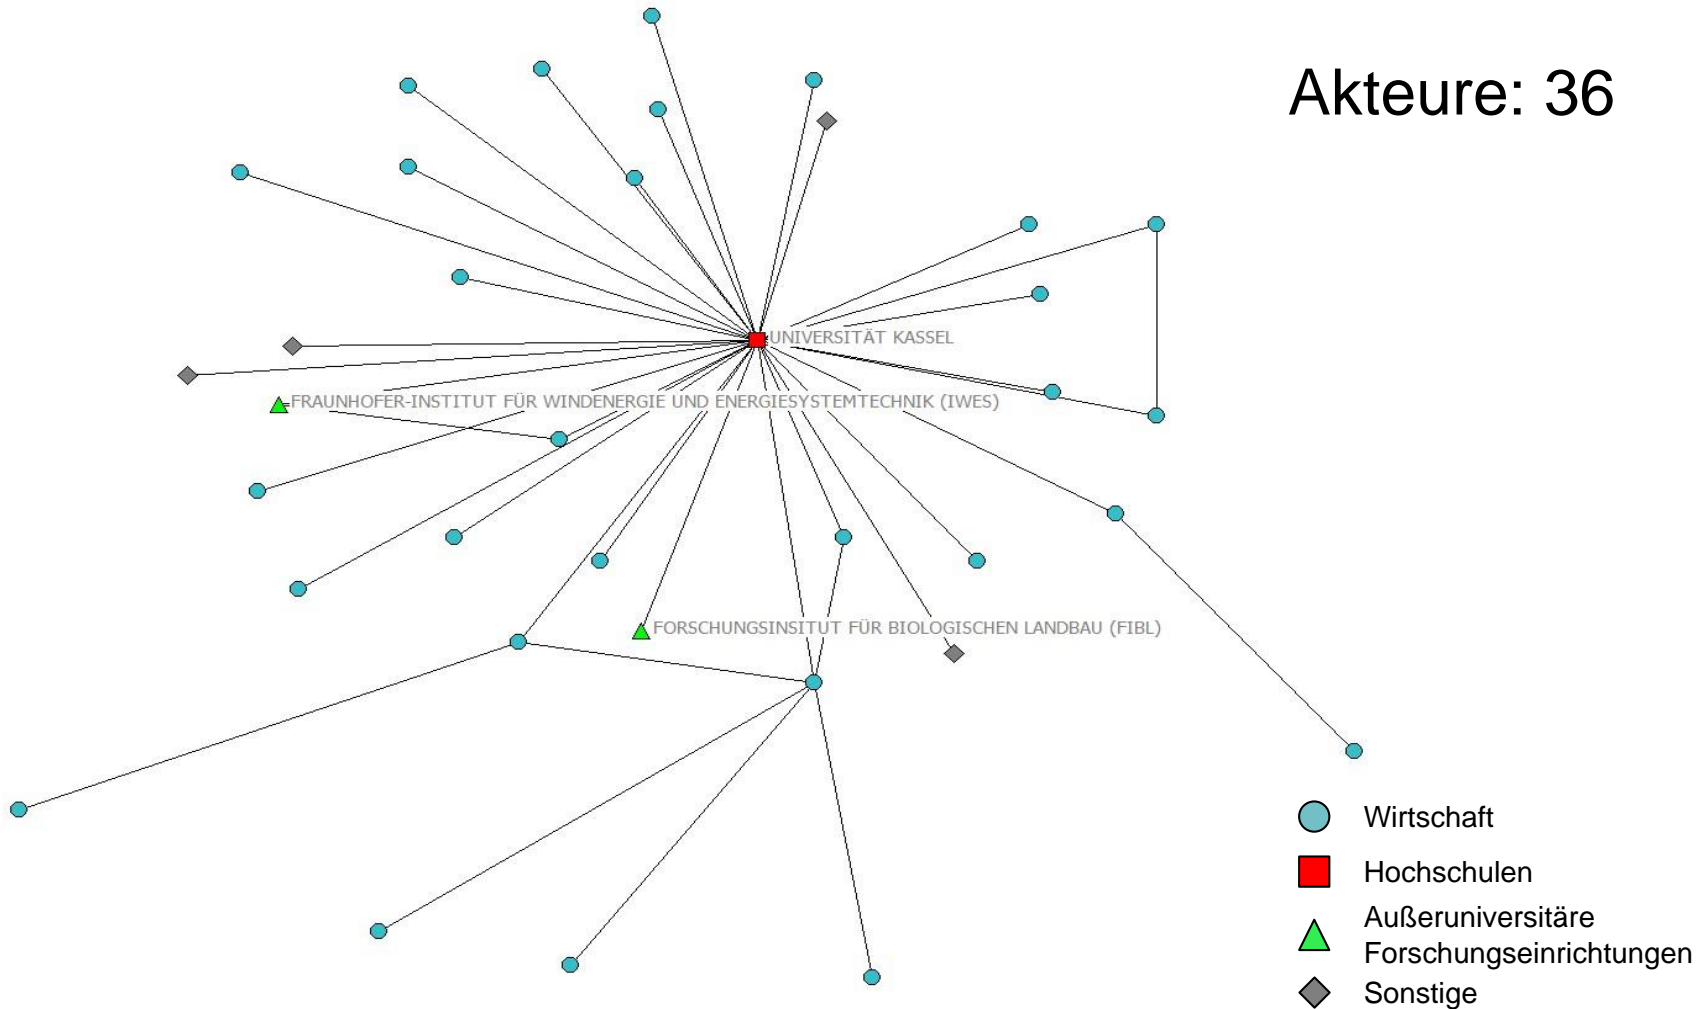 Akteure: 36
UNIVERSITÄT KASSEL
FRAUNHOFER-INSTITUT FÜR WINDENERGIE UND ENERGIESYSTEMTECHNIK (IWES)
FORSCHUNGSINSITUT FÜR BIOLOGISCHEN LANDBAU (FIBL)
Wirtschaft
Hochschulen
Außeruniversitäre
Forschungseinrichtungen
Sonstige